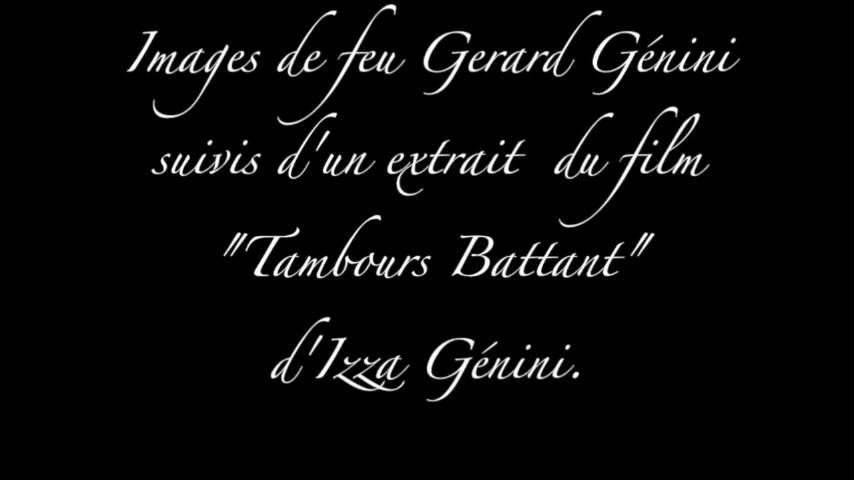 Images de feu Gerard Génini
suivis d'un extrait du film
"Tambours Battant"
d'Izza Génini.